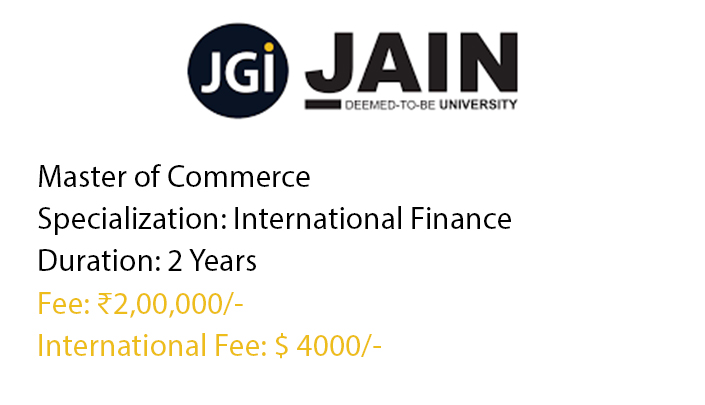 JGi JAIN
DEEMED-TO-BE UNIVERSITY
Master of Commerce
Specialization: International Finance
Duration: 2 Years
Fee: ₹2,00,000/-
International Fee: $ 4000/-